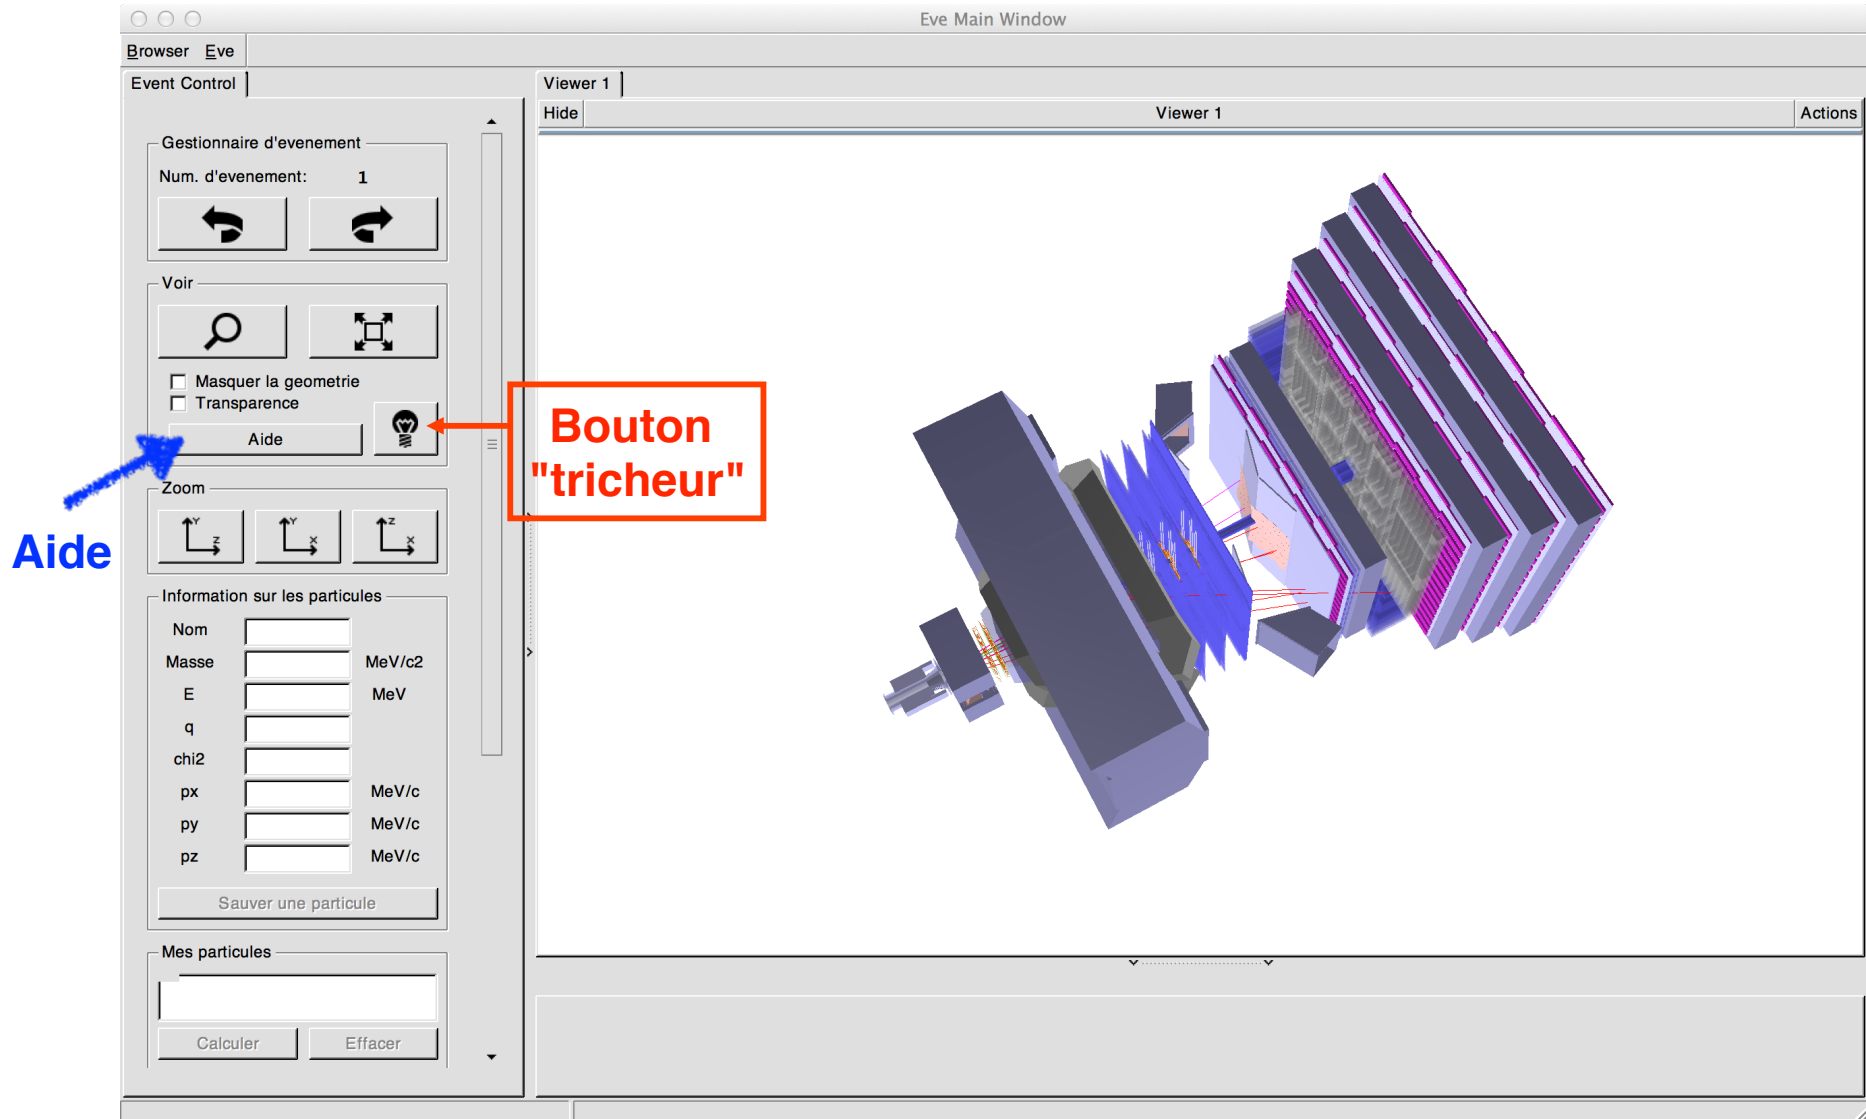 Eve Main Window
Browser Eve
Event Control
Viewer 1
Hide
Viewer 1
Actions
Gestionnaire d'evenement
Num. d'evenement: 1
Voir
Masquer la geometrie
Transparence
Aide
Bouton
"tricheur"
Aide
Zoom
Y
Z
Y
X
Z
X
Information sur les particules
Nom
Masse MeV/c2
E MeV
q
chi2
px MeV/c
py MeV/c
pz MeV/c
Sauver une particule
Mes particules
Calculer
Effacer